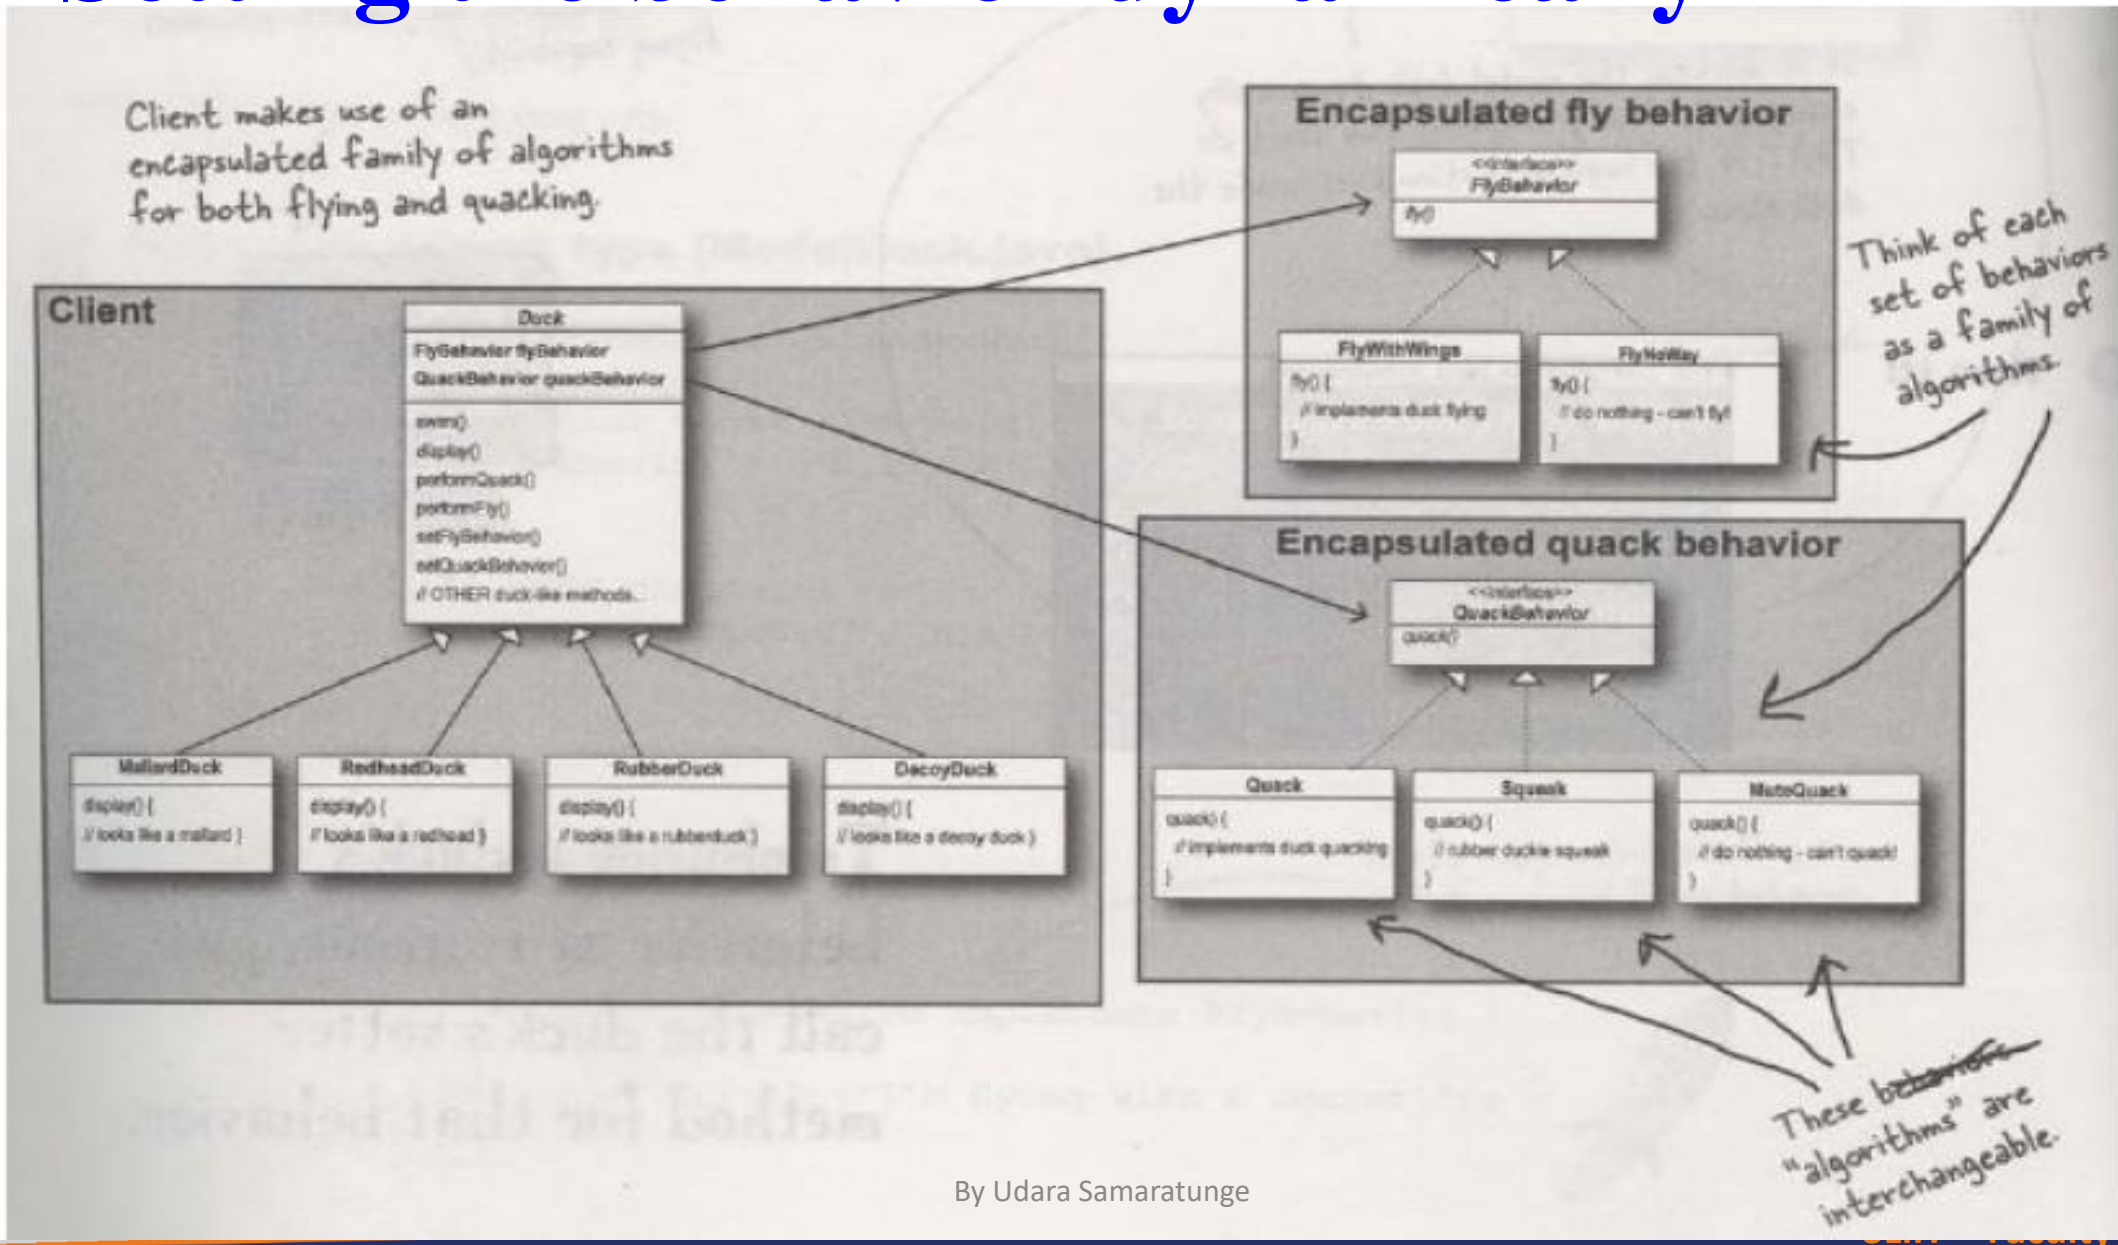 Client makes use of an
encapsulated family of algorithms
for both flying and quacking.
Encapsulated fly behavior
<<interface>>
FlyBehavior
fly()
FlyWithWings
fly() {
// implements duck flying
}
FlyNoWay
fly() {
// do nothing - can't fly!
}
Think of each
set of behaviors
as a family of
algorithms.
Client
Duck
FlyBehavior flyBehavior
QuackBehavior quackBehavior
swim()
display()
performQuack()
performFly()
setFlyBehavior()
setQuackBehavior()
// OTHER duck-like methods...
MallardDuck
display() {
// looks like a mallard }
RedheadDuck
display() {
// looks like a redhead }
RubberDuck
display() {
// looks like a rubberduck }
DecoyDuck
display() {
// looks like a decoy duck }
Encapsulated quack behavior
<<interface>>
QuackBehavior
quack()
Quack
quack() {
// implements duck quacking
}
Squeak
quack() {
// rubber duckie squeak
}
MuteQuack
quack() {
// do nothing - can't quack!
}
These behaviors
"algorithms" are
interchangeable.
By Udara Samaratunge